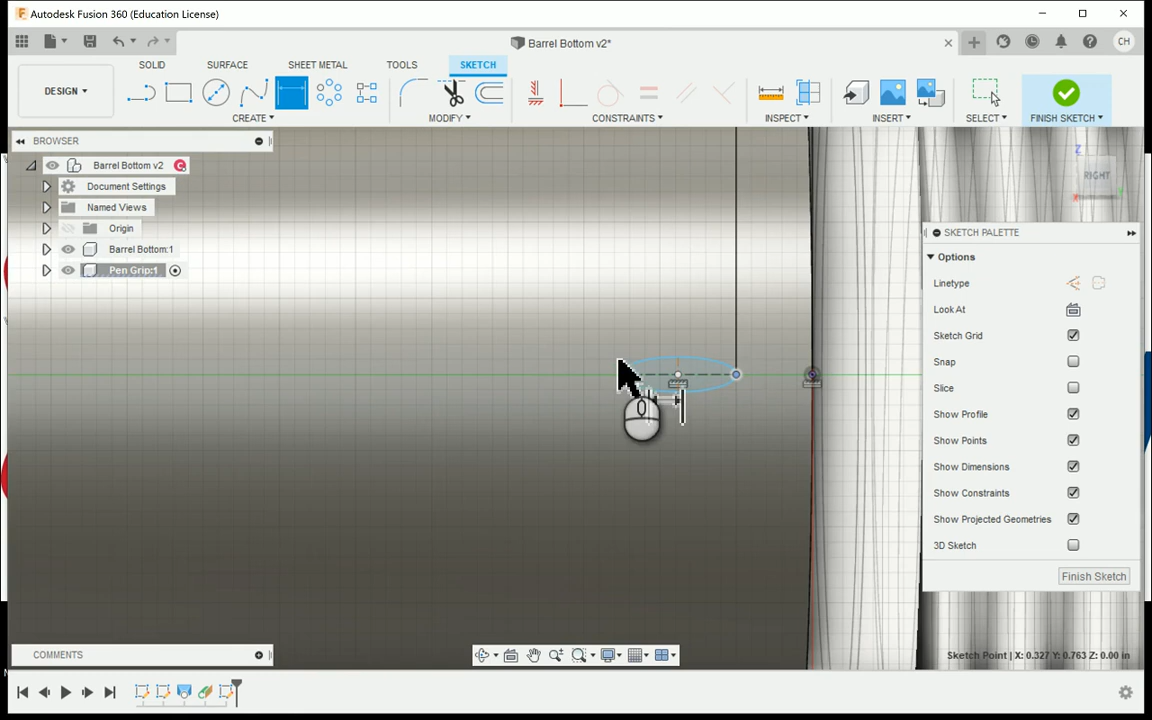 Autodesk Fusion 360 (Education License)
Barrel Bottom v2*
CH
DESIGN
SOLID
SURFACE
SHEET METAL
TOOLS
SKETCH
CREATE
MODIFY
CONSTRAINTS
INSPECT
INSERT
SELECT
FINISH SKETCH
BROWSER
Barrel Bottom v2
Document Settings
Named Views
Origin
Barrel Bottom:1
Pen Grip:1
Z
RIGHT
X
Y
SKETCH PALETTE
Options
Linetype
Look At
Sketch Grid
Snap
Slice
Show Profile
Show Points
Show Dimensions
Show Constraints
Show Projected Geometries
3D Sketch
Finish Sketch
COMMENTS
Sketch Point | X: 0.327 Y: 0.763 Z: 0.00 in